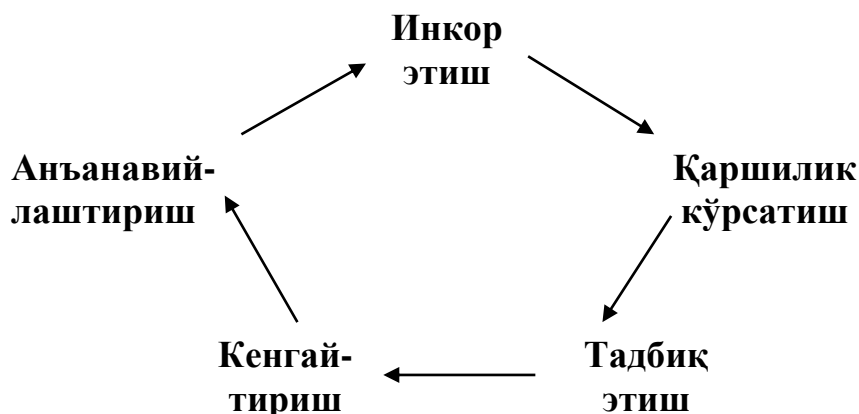 Инкор
этиш
Қаршилик
кўрсатиш
Тадбиқ
этиш
Кенгай-
тириш
Анъанавий-
лаштириш